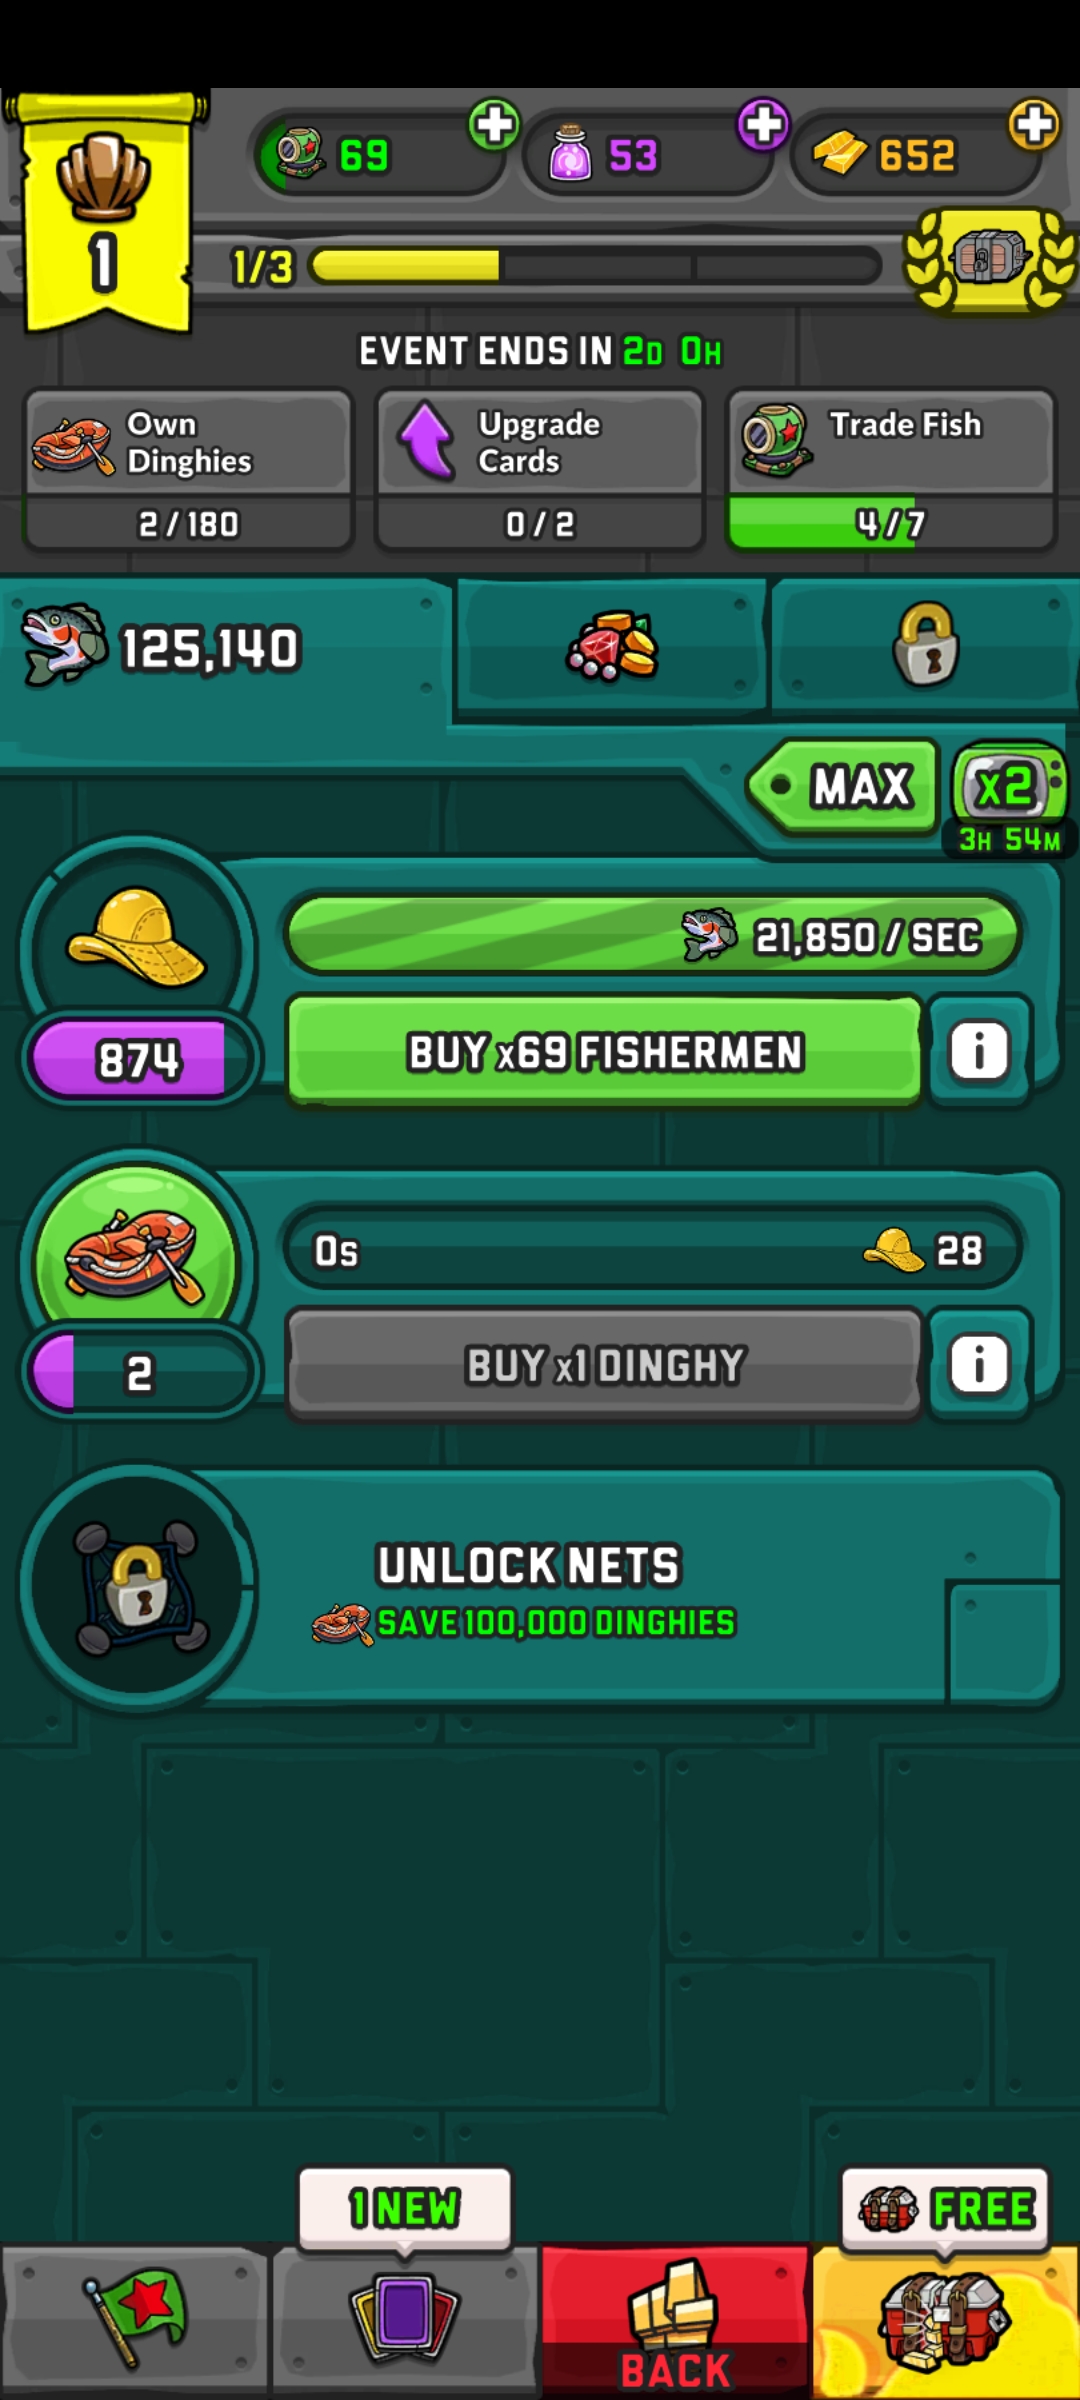 69
53
652
1
1/3
EVENT ENDS IN 2D 0H
Own
Dinghies
2 / 180
Upgrade
Cards
0 / 2
Trade Fish
4 / 7
125,140
MAX
x2
3H 54M
21,850 / SEC
874
BUY x69 FISHERMEN
i
0s
28
2
BUY x1 DINGHY
i
UNLOCK NETS
SAVE 100,000 DINGHIES
1 NEW
FREE
BACK